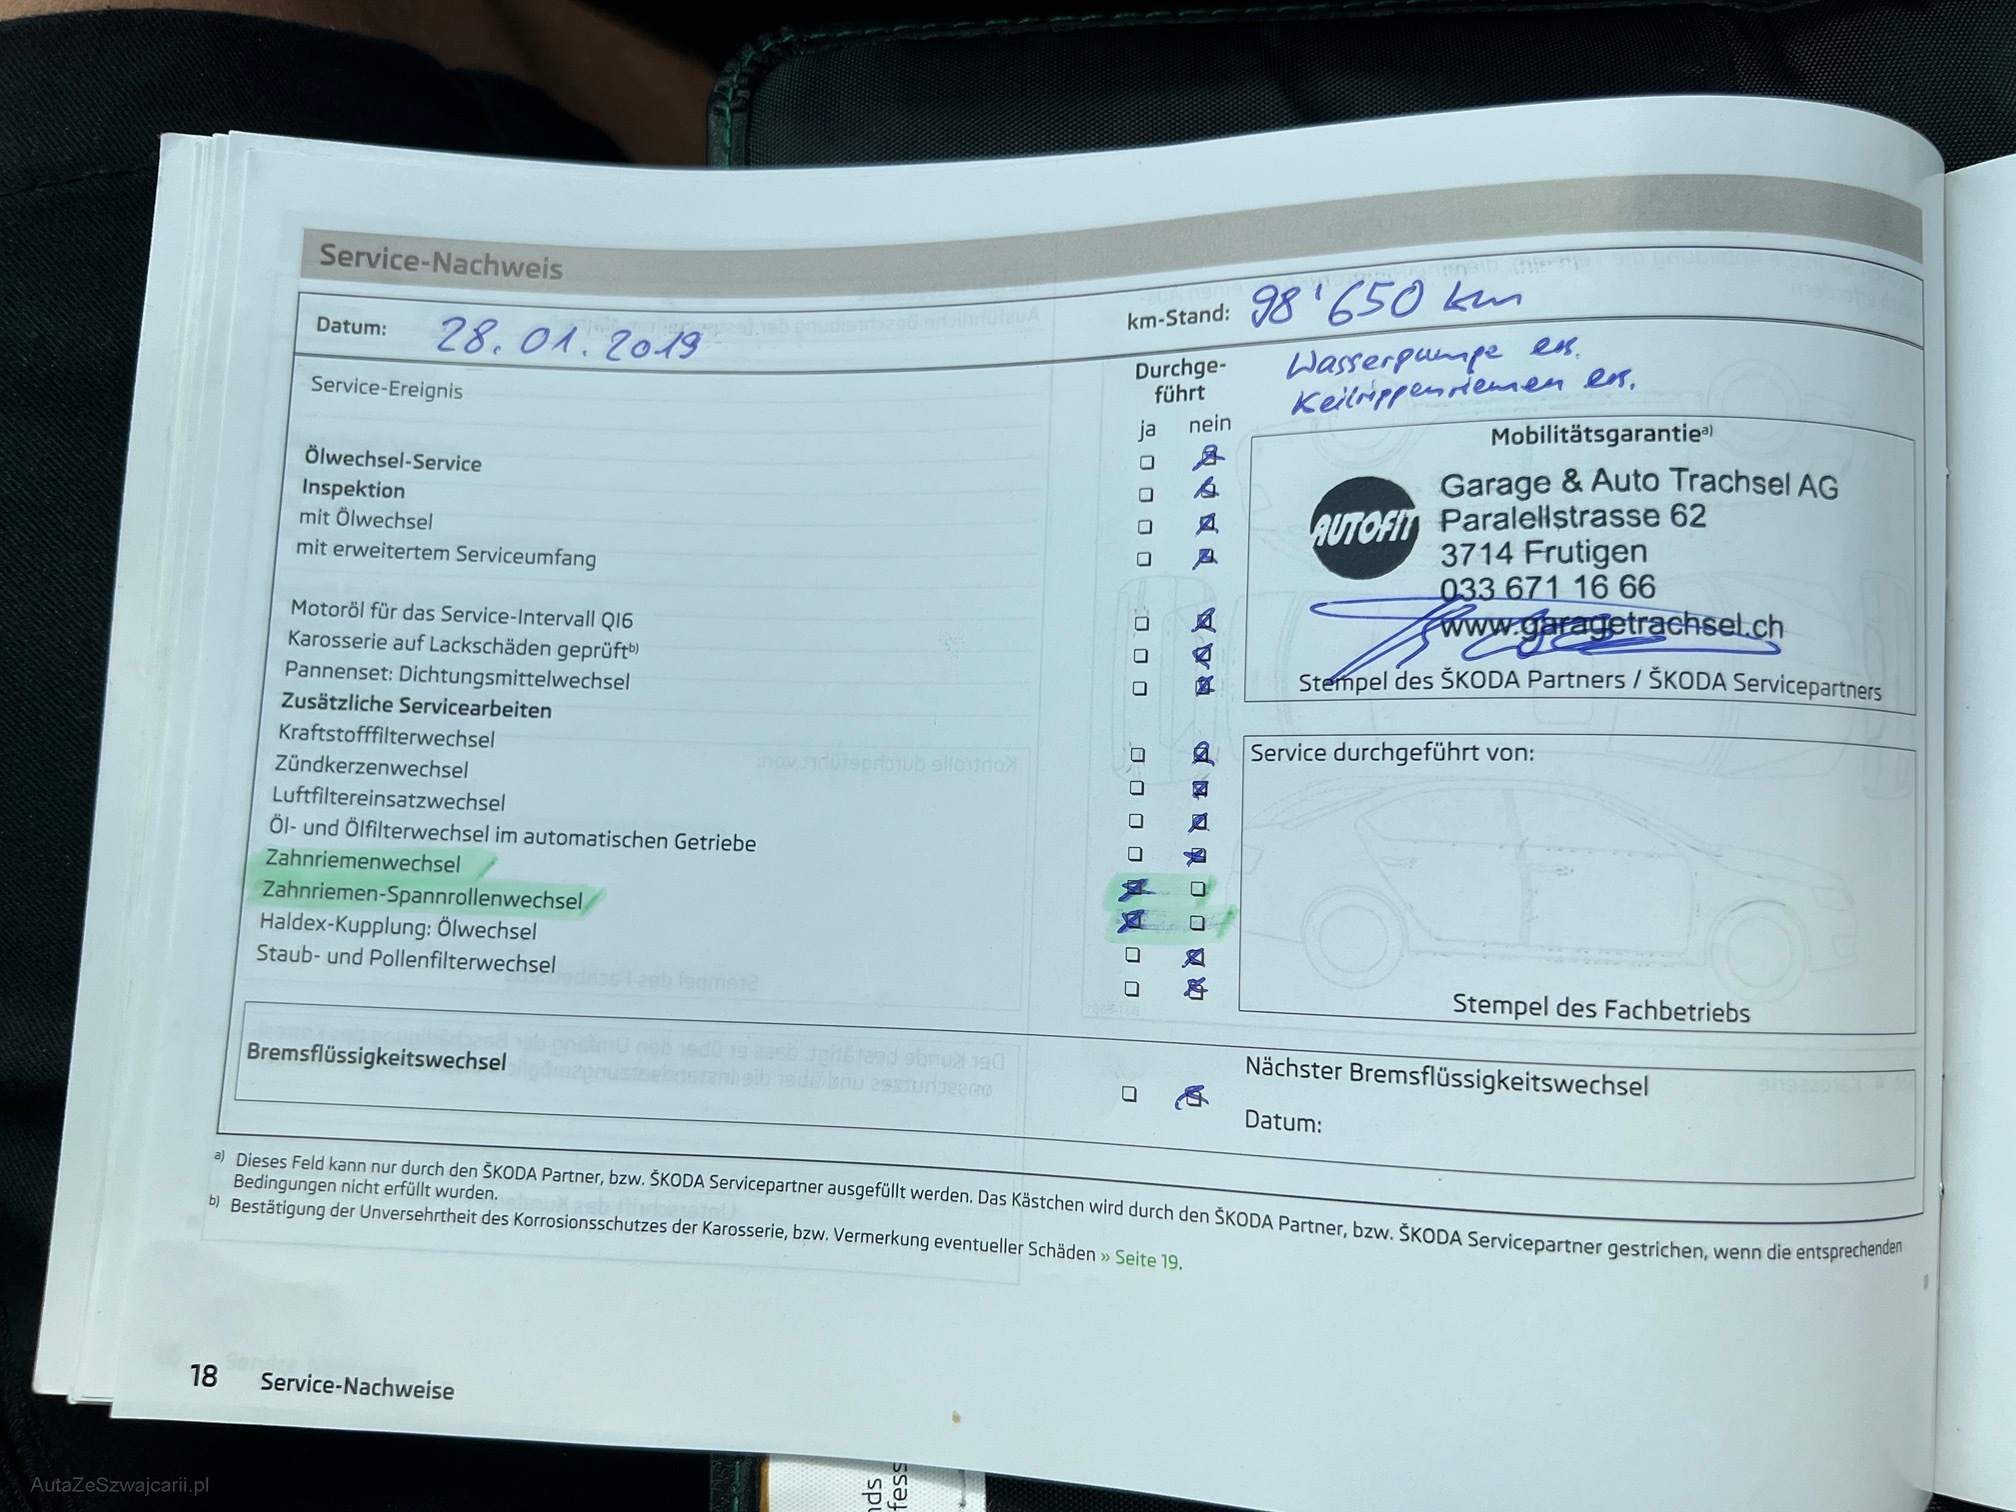 Service-Nachweis
Datum: 28.01.2019
km-Stand: 98'650 km
Service-Ereignis
Durchge-
führt
ja nein
Wasserpumpe ers.
Keilrippenriemen ers.
Ölwechsel-Service
Inspektion
mit Ölwechsel
mit erweitertem Serviceumfang
Motoröl für das Service-Intervall QI6
Karosserie auf Lackschäden geprüft b)
Pannenset: Dichtungsmittelwechsel
Zusätzliche Servicearbeiten
Kraftstofffilterwechsel
Zündkerzenwechsel
Luftfiltereinsatzwechsel
Öl- und Ölfilterwechsel im automatischen Getriebe
Zahnriemenwechsel
Zahnriemen-Spannrollenwechsel
Haldex-Kupplung: Ölwechsel
Staub- und Pollenfilterwechsel
Mobilitätsgarantie a)
AUTOFIT
Garage & Auto Trachsel AG
Paralellstrasse 62
3714 Frutigen
033 671 16 66
www.garagetrachsel.ch
Stempel des ŠKODA Partners / ŠKODA Servicepartners
Service durchgeführt von:
Stempel des Fachbetriebs
Bremsflüssigkeitswechsel
Nächster Bremsflüssigkeitswechsel
Datum:
a) Dieses Feld kann nur durch den ŠKODA Partner, bzw. ŠKODA Servicepartner ausgefüllt werden. Das Kästchen wird durch den ŠKODA Partner, bzw. ŠKODA Servicepartner gestrichen, wenn die entsprechenden
Bedingungen nicht erfüllt wurden.
b) Bestätigung der Unversehrtheit des Korrosionsschutzes der Karosserie, bzw. Vermerkung eventueller Schäden » Seite 19.
18 Service-Nachweise
AutaZeSzwajcarii.pl